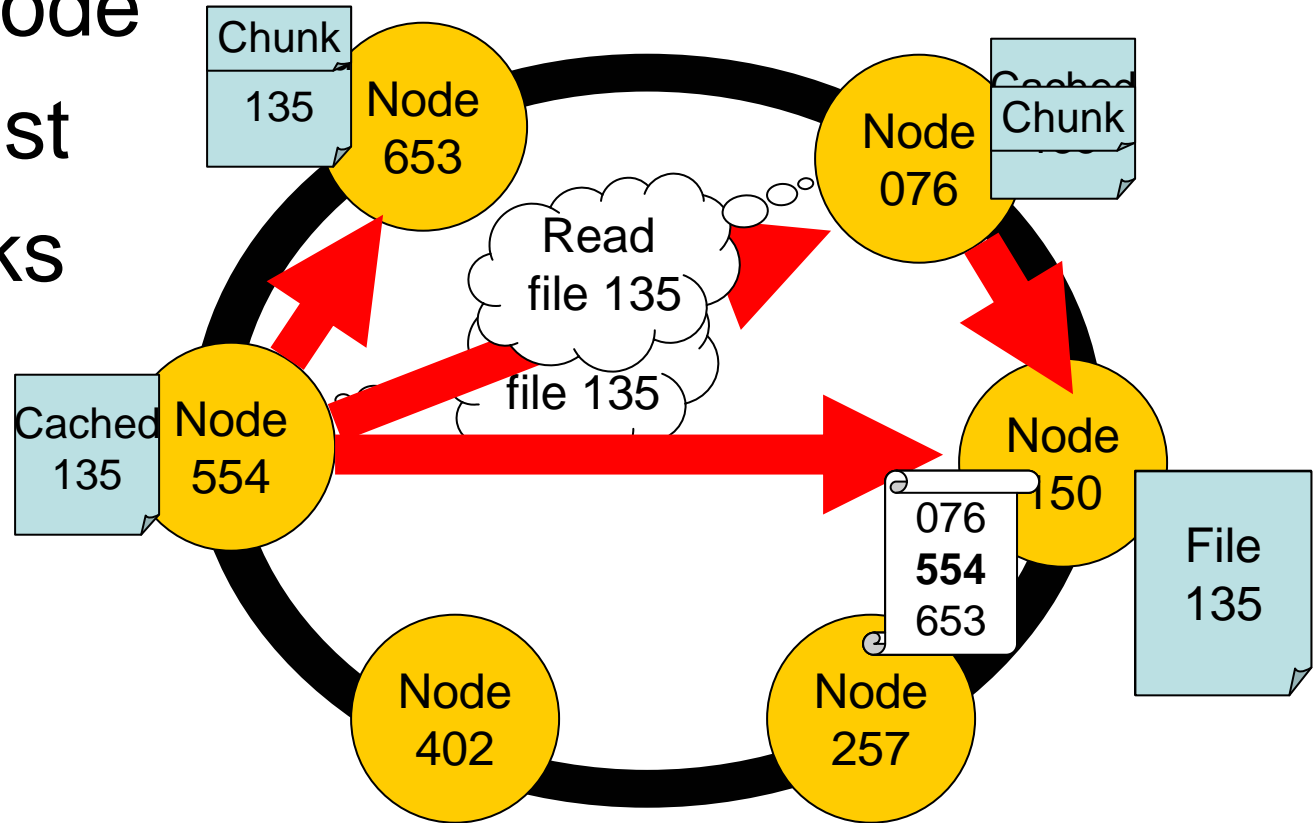 ode
st
ks
Chunk
135
Node
653
Node
076
Cached
Chunk
Read
file 135
file 135
Cached
135
Node
554
Node
150
076
554
653
File
135
Node
402
Node
257